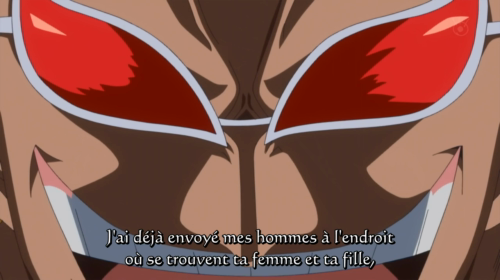 J'ai déjà envoyé mes hommes à l'endroit
où se trouvent ta femme et ta fille,